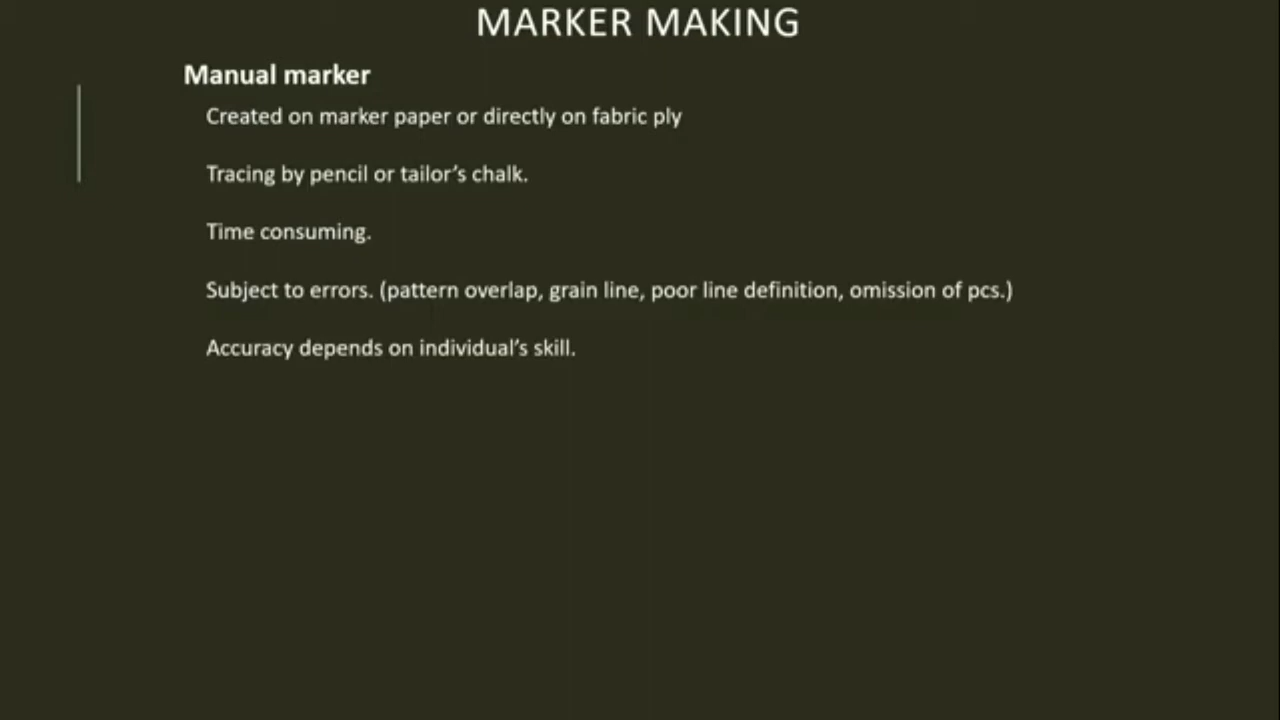 MARKER MAKING
Manual marker
Created on marker paper or directly on fabric ply
Tracing by pencil or tailor’s chalk.
Time consuming.
Subject to errors. (pattern overlap, grain line, poor line definition, omission of pcs.)
Accuracy depends on individual’s skill.